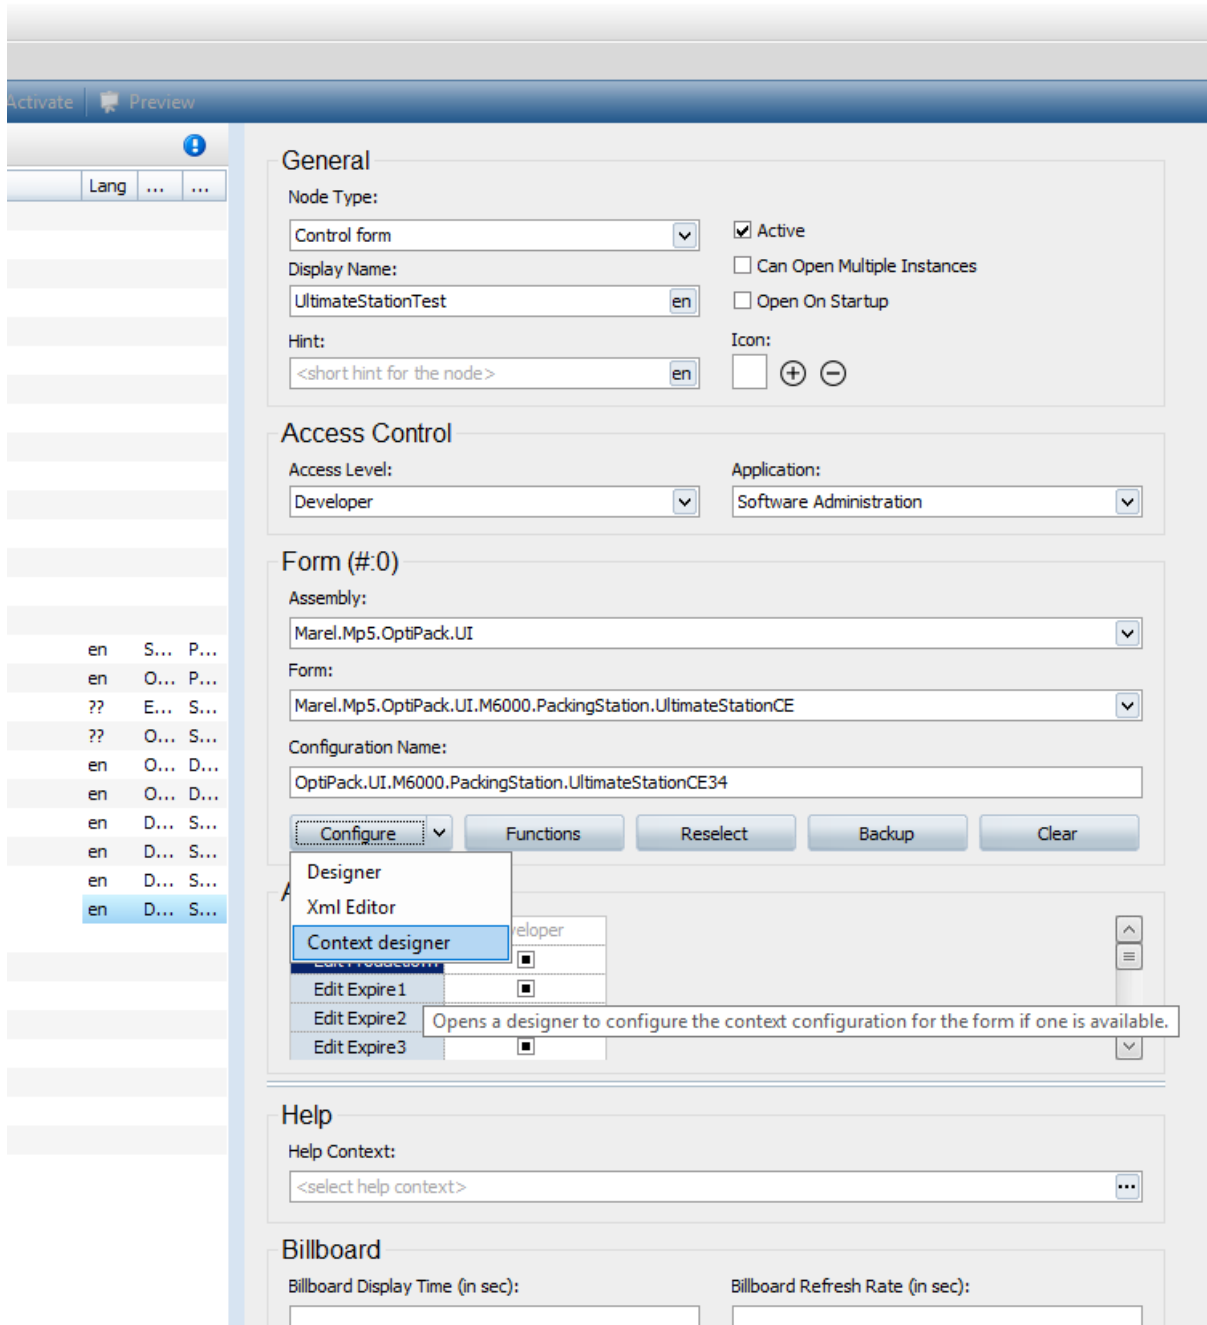 Activate Preview
Lang ... ...
en S... P...
en O... P...
?? E... S...
?? O... S...
en O... D...
en O... D...
en D... S...
en D... S...
en D... S...
en D... S...
General
Node Type:
Control form
Active
Display Name:
Can Open Multiple Instances
UltimateStationTest en
Open On Startup
Hint:
Icon:
<short hint for the node> en
Access Control
Access Level:
Application:
Developer
Software Administration
Form (#:0)
Assembly:
Marel.Mp5.OptiPack.UI
Form:
Marel.Mp5.OptiPack.UI.M6000.PackingStation.UltimateStationCE
Configuration Name:
OptiPack.UI.M6000.PackingStation.UltimateStationCE34
Configure Functions Reselect Backup Clear
Designer
Xml Editor
Context designer
Edit Expire1
Edit Expire2
Opens a designer to configure the context configuration for the form if one is available.
Edit Expire3
Help
Help Context:
<select help context> ...
Billboard
Billboard Display Time (in sec):
Billboard Refresh Rate (in sec):